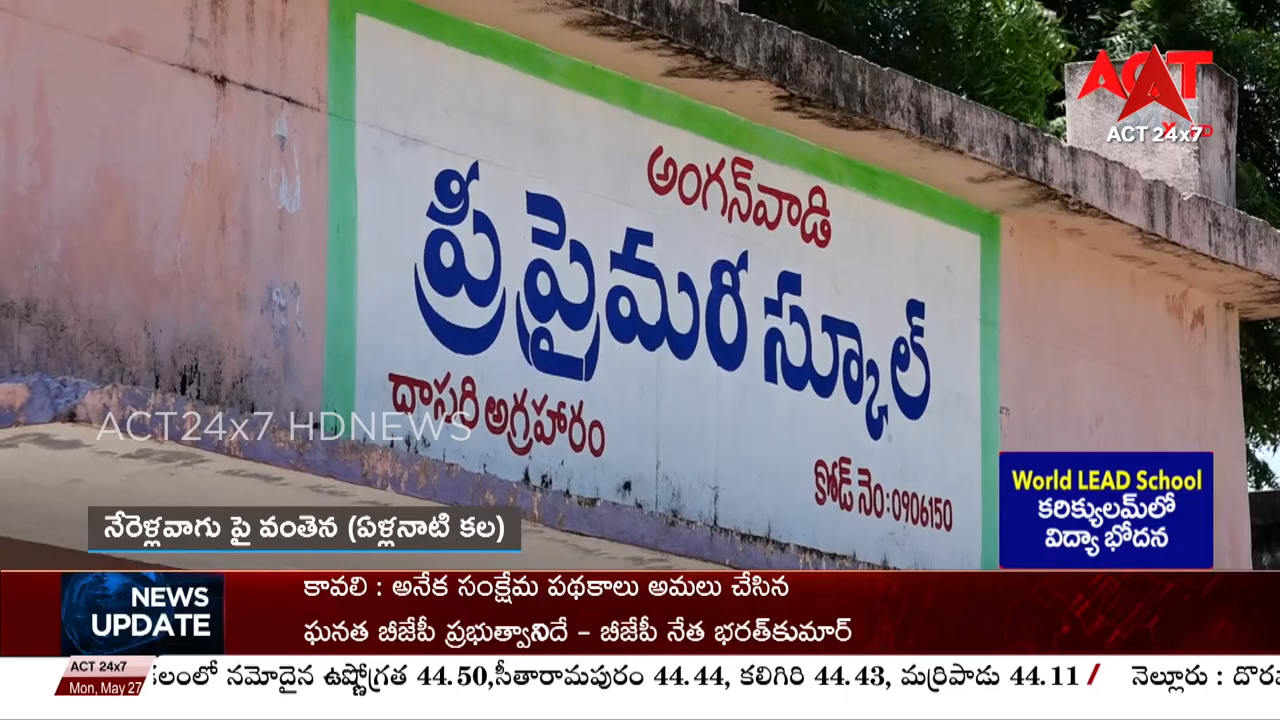 ACT
ACT 24x7
అంగన్‌వాడి
ప్రీ ప్రైమరీ స్కూల్
దాస్సరి అగ్రహారం
కోడ్ నెం:0906150
ACT24x7 HDNEWS
World LEAD School
కరిక్యులమ్‌లో
విద్యా భోదన
నేరెళ్లవాగు పై వంతెన (ఏళ్లనాటి కల)
NEWS
UPDATE
కావలి : అనేక సంక్షేమ పథకాలు అమలు చేసిన
ఘనత బీజేపీ ప్రభుత్వానిదే – బీజేపీ నేత భరత్‌కుమార్
ACT 24x7
Mon, May 27
నమోదైన ఉష్ణోగ్రత 44.50,సీతారామపురం 44.44, కలిగిరి 44.43, మర్రిపాడు 44.11 / నెల్లూరు :